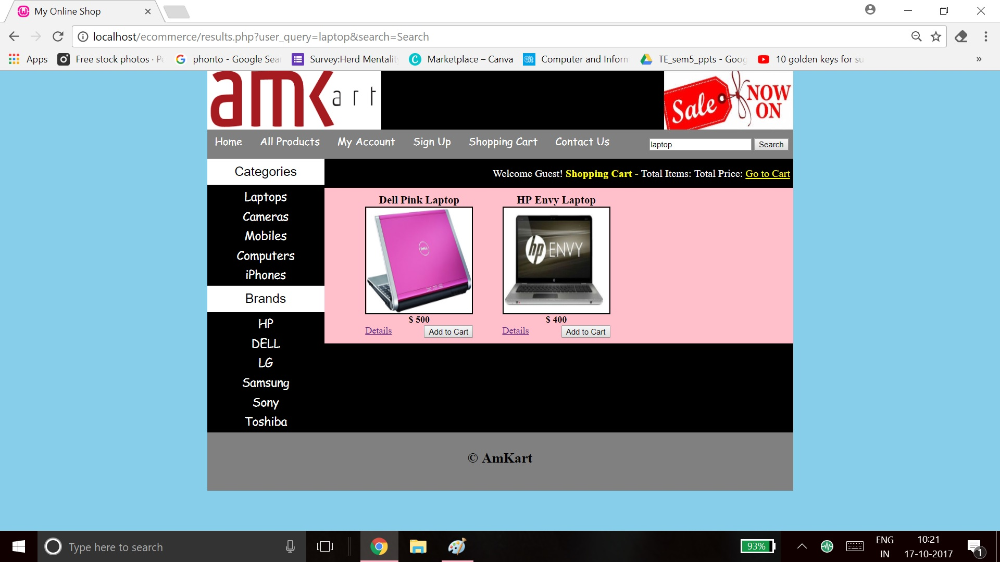 My Online Shop
localhost/ecommerce/results.php?user_query=laptop&search=Search
Apps Free stock photos · Pe phonto - Google Sea Survey:Herd Mentalit Marketplace – Canva Computer and Inform TE_sem5_ppts - Goog 10 golden keys for su »
amK art
Sale NOW ON
Home All Products My Account Sign Up Shopping Cart Contact Us laptop Search
Categories
Welcome Guest! Shopping Cart - Total Items: Total Price: Go to Cart
Laptops
Cameras
Mobiles
Computers
iPhones
Brands
HP
DELL
LG
Samsung
Sony
Toshiba
Dell Pink Laptop HP Envy Laptop
DELL
XPS
hp ENVY
$ 500 $ 400
Details Add to Cart Details Add to Cart
© AmKart
Type here to search
93%
ENG
IN
10:21
17-10-2017
1